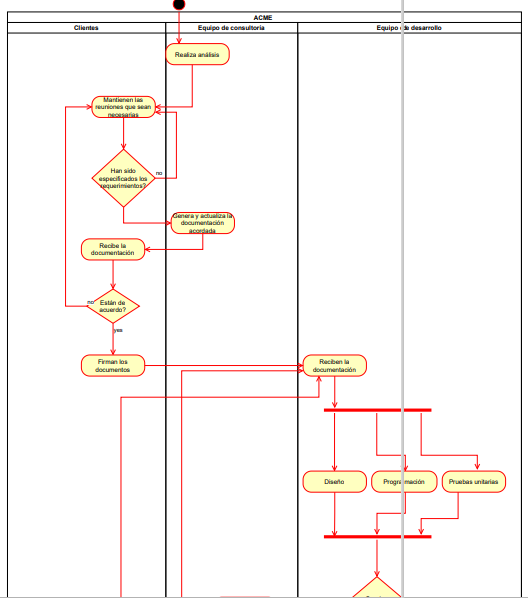 ACME
Clientes
Equipo de consultoria
Equipo de desarrollo
Realiza análisis
Mantienen las
reuniones que sean
necesarias
Han sido
especificados los
requerimientos?
no
Genera y actualiza la
documentación
acordada
Recibe la
documentación
no
Están de
acuerdo?
yes
Firman los
documentos
Reciben la
documentación
Diseño
Programación
Pruebas unitarias